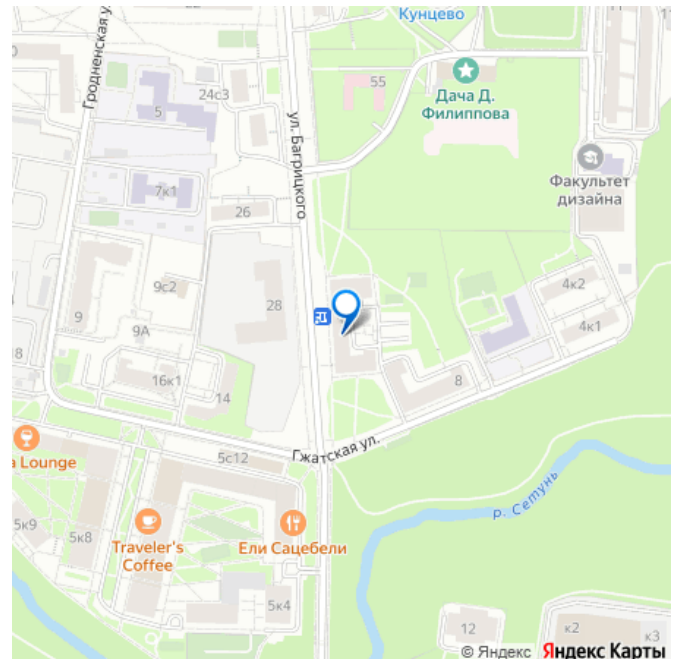 22
Кунцево
Гродненская у
24с3
55
Дача Д.
Филиппова
5
ул. Багрицкого
Факультет
дизайна
7к1
26
9с2
28
4к2
9
9А
4к1
8
16к1
8
14
Гжатская ул.
a Lounge
5с12
р. Сетунь
5к9
5к8
Traveler's
Coffee
Ели Сацебели
5к4
12
к2
к3
© Яндекс Яндекс Карты